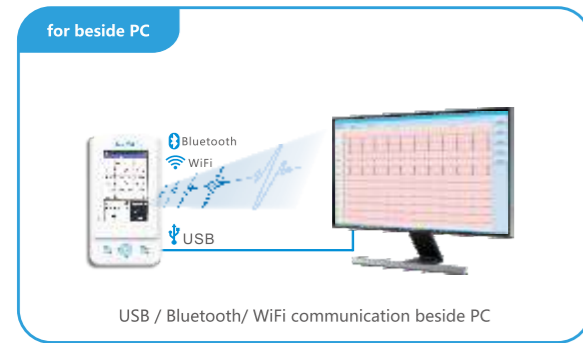 for beside PC
Bluetooth
WiFi
USB
USB / Bluetooth/ WiFi communication beside PC